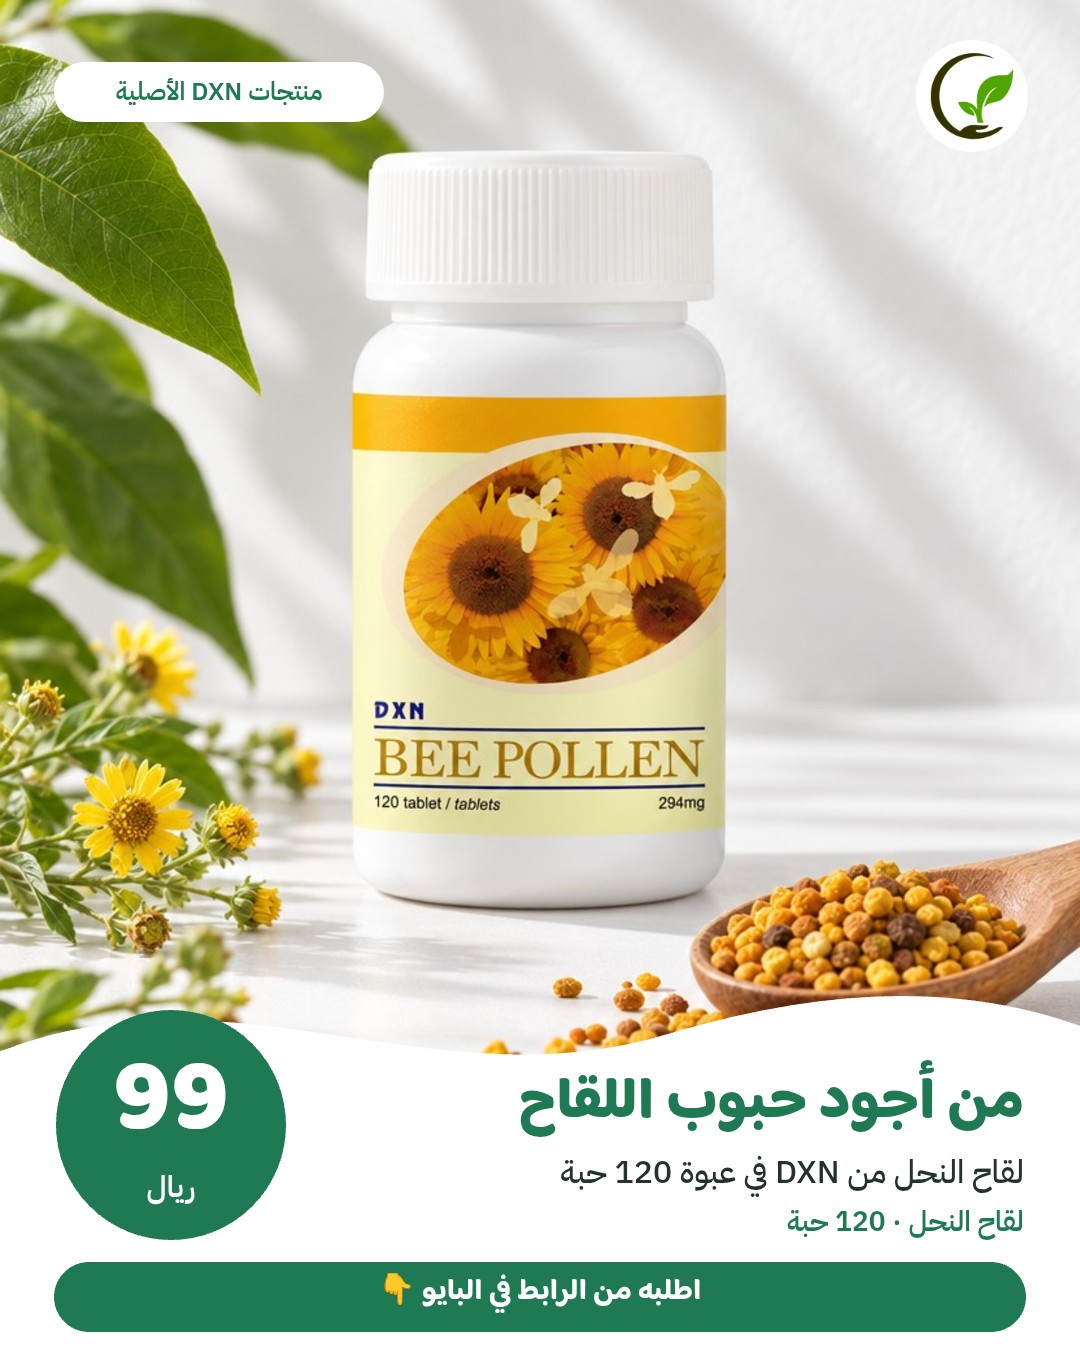 منتجات DXN الأصلية
DXN
BEE POLLEN
120 tablet / tablets 294mg
من أجود حبوب اللقاح
لقاح النحل من DXN في عبوة 120 حبة
لقاح النحل · 120 حبة
99
ريال
اطلبه من الرابط في البايو 👇